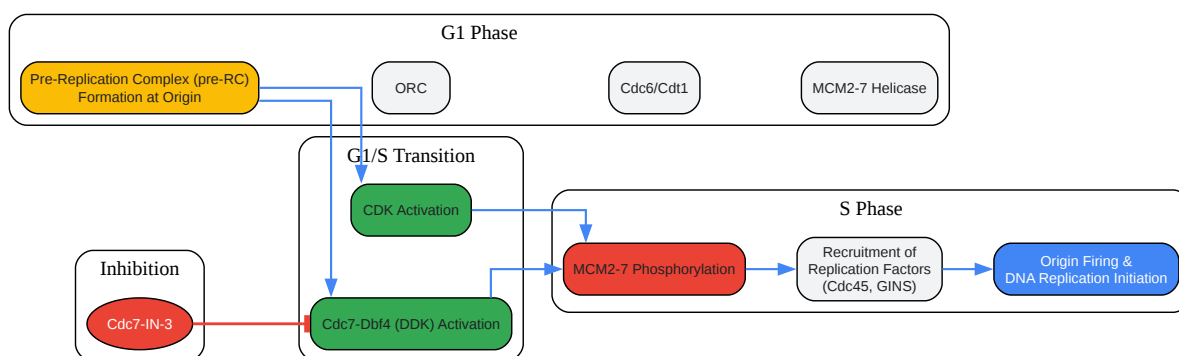 G1 Phase
Pre-Replication Complex (pre-RC)
Formation at Origin
ORC
Cdc6/Cdt1
MCM2-7 Helicase
G1/S Transition
CDK Activation
Cdc7-Dbf4 (DDK) Activation
Inhibition
Cdc7-IN-3
S Phase
MCM2-7 Phosphorylation
Recruitment of
Replication Factors
(Cdc45, GINS)
Origin Firing &
DNA Replication Initiation